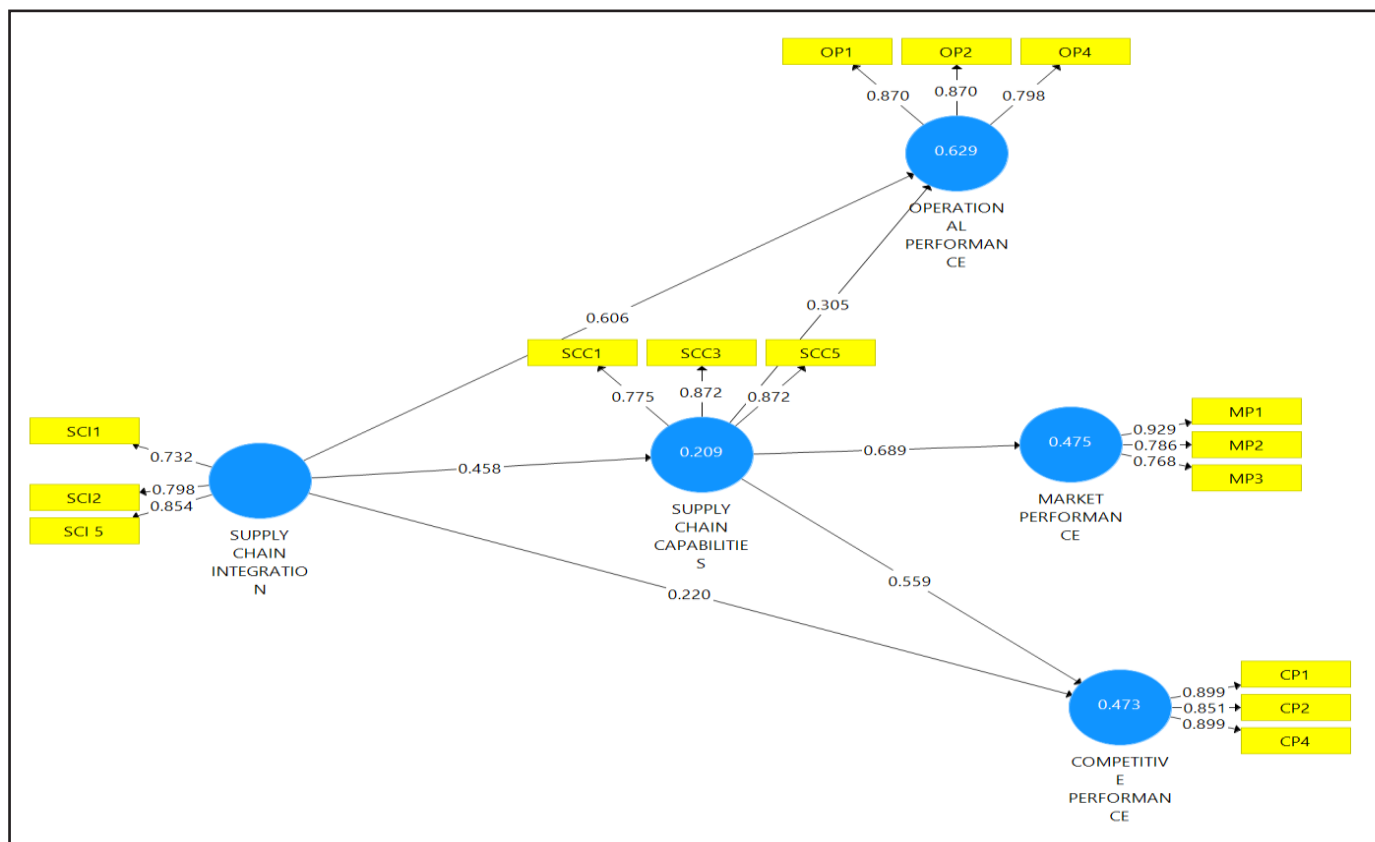 OP1
OP2
OP4
0.870
0.870
0.798
0.629
OPERATION
AL
PERFORMAN
CE
0.606
0.305
SCC1
SCC3
SCC5
0.775
0.872
0.872
SCI1
SCI2
SCI 5
0.732
0.798
0.854
SUPPLY
CHAIN
INTEGRATIO
N
0.458
0.209
SUPPLY
CHAIN
CAPABILITIE
S
0.689
0.475
MARKET
PERFORMAN
CE
0.929
0.786
0.768
MP1
MP2
MP3
0.220
0.559
0.473
COMPETITIV
E
PERFORMAN
CE
0.899
0.851
0.899
CP1
CP2
CP4